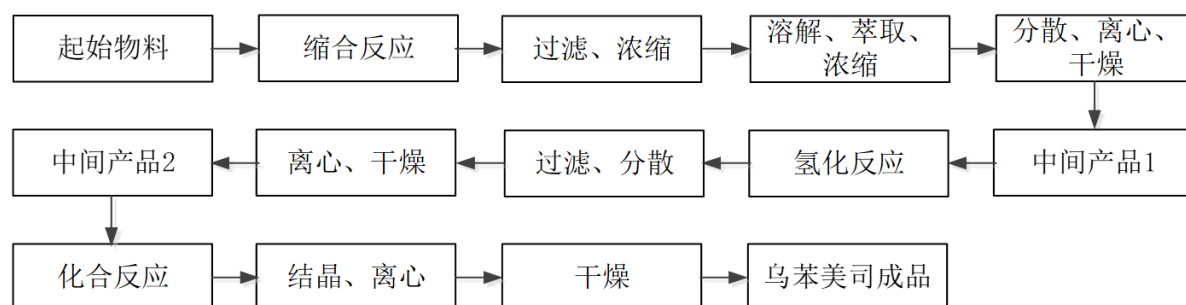 起始物料
缩合反应
过滤、浓缩
溶解、萃取、
浓缩
分散、离心、
干燥
中间产品2
离心、干燥
过滤、分散
氢化反应
中间产品1
化合反应
结晶、离心
干燥
乌苯美司成品